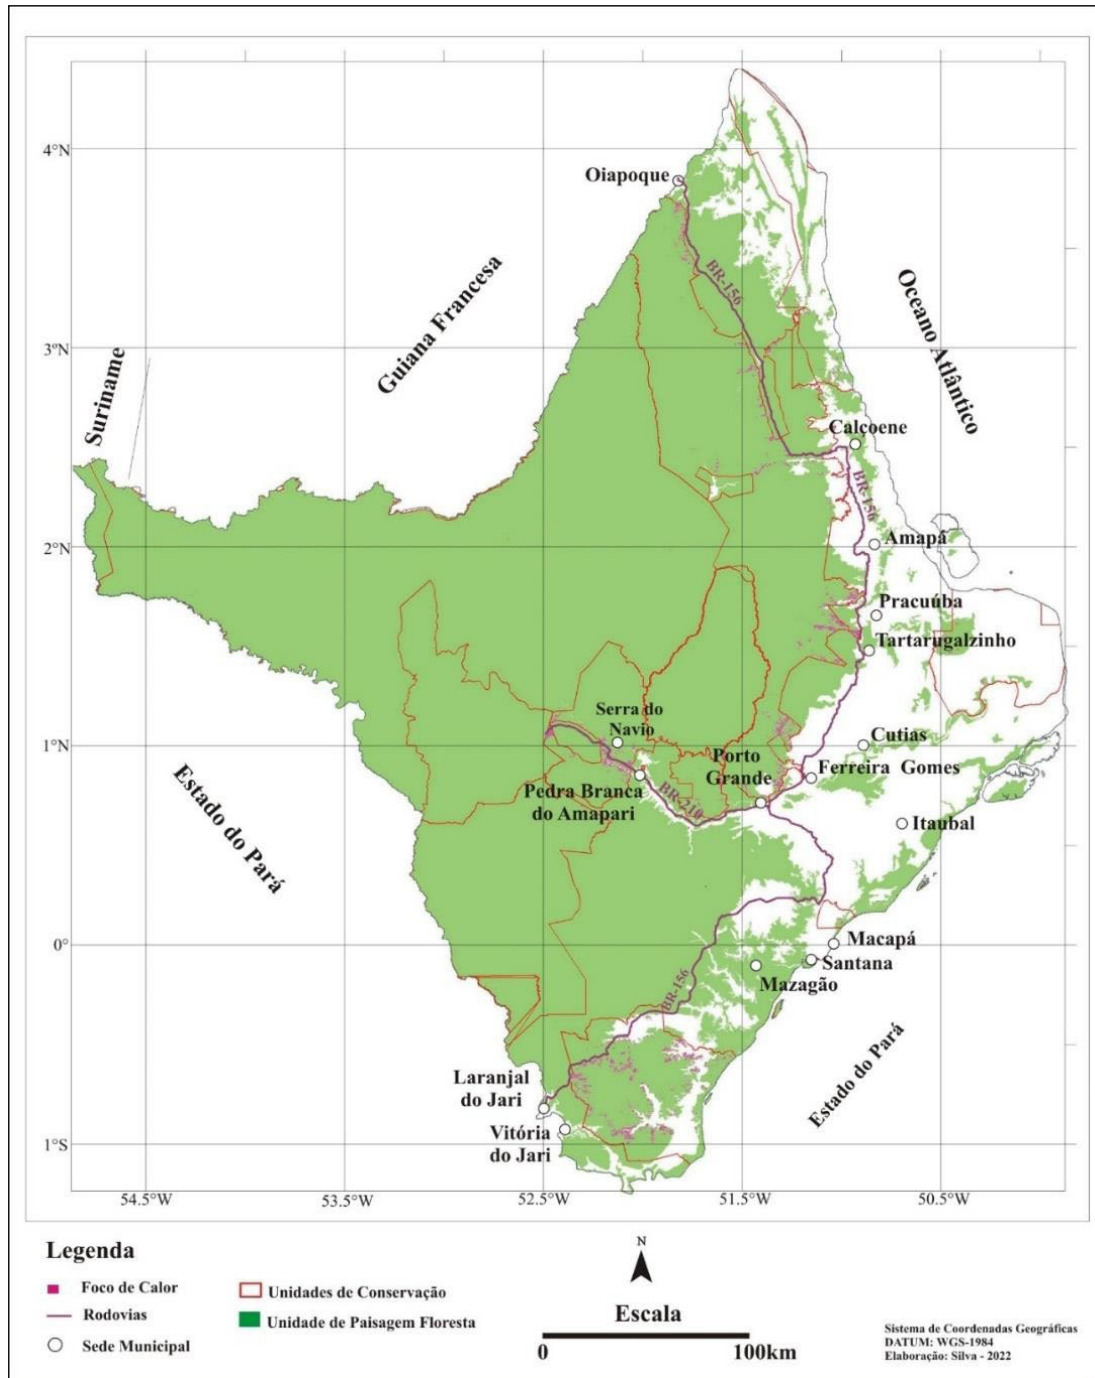 4°N
Oiapoque
BR-156
Oceano Atlântico
Guiana Francesa
3°N
Suriname
Calçoene
BR-156
2°N
Amapá
Pracuúba
Tartarugalzinho
Serra do
Navio
1°N
Cutias
Porto
Grande
Ferreira Gomes
Pedra Branca
do Amapari
BR-210
Itaubal
Estado do Pará
0°
Macapá
Santana
Mazagão
BR-156
Estado do Pará
Laranjal
do Jari
Vitória
do Jari
1°S
54.5°W
53.5°W
52.5°W
51.5°W
50.5°W
Legenda
Foco de Calor
Rodovias
Sede Municipal
Unidades de Conservação
Unidade de Paisagem Floresta
N
Escala
0 100km
Sistema de Coordenadas Geográficas
DATUM: WGS-1984
Elaboração: Silva - 2022